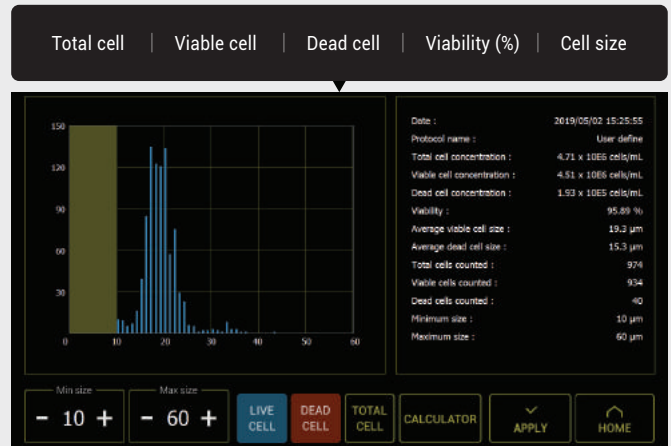 Total cell | Viable cell | Dead cell | Viability (%) | Cell size
150
120
90
60
30
0 10 20 30 40 50 60
Date : 2019/05/02 15:25:55
Protocol name : User define
Total cell concentration : 4.71 x 10E6 cells/mL
Viable cell concentration : 4.51 x 10E6 cells/mL
Dead cell concentration : 1.93 x 10E5 cells/mL
Viability : 95.89 %
Average viable cell size : 19.3 µm
Average dead cell size : 15.3 µm
Total cells counted : 974
Viable cells counted : 934
Dead cells counted : 40
Minimum size : 10 µm
Maximum size : 60 µm
Min size
- 10 +
Max size
- 60 +
LIVE
CELL
DEAD
CELL
TOTAL
CELL
CALCULATOR
APPLY
HOME